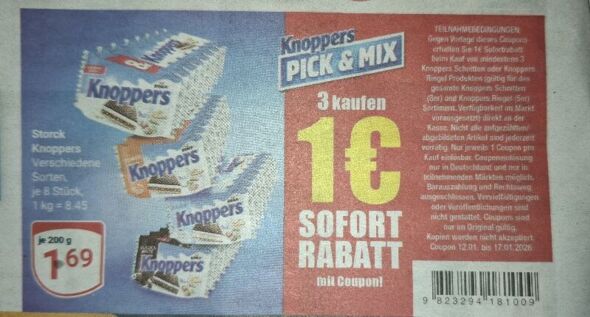 Knoppers
Knoppers
Knoppers
Knoppers
Storck
Knoppers
Verschiedene
Sorten,
je 8 Stück,
1 kg = 8.45
je 200 g
1.69
Knoppers
PICK & MIX
3 kaufen
1€
SOFORT
RABATT
mit Coupon!
TEILNAHMEBEDINGUNGEN
Gegen Vorlage dieses Coupons
erhalten Sie 1€ Sofortrabatt
beim Kauf von mindestens 3
Knoppers Schnitten oder Knoppers
Riegel Produkten (gültig für das
gesamte Knoppers Schnitten
(8er) und Knoppers Riegel (5er)
Sortiment. Verfügbarkeit im Markt
vorausgesetzt) direkt an der
Kasse. Nicht alle aufgezählten/
abgebildeten Artikel sind jederzeit
vorrätig. Nur jeweils 1 Coupon pro
Kauf einlösbar. Couponeinlösung
nur in Deutschland und nur in
teilnehmenden Märkten möglich.
Barauszahlung und Rechtsweg
ausgeschlossen. Vervielfältigungen
oder Veröffentlichungen sind
nicht gestattet. Coupons sind
nur im Original gültig.
Kopien werden nicht akzeptiert.
Coupon 12.01. bis 17.01.2026
9 823294 181009